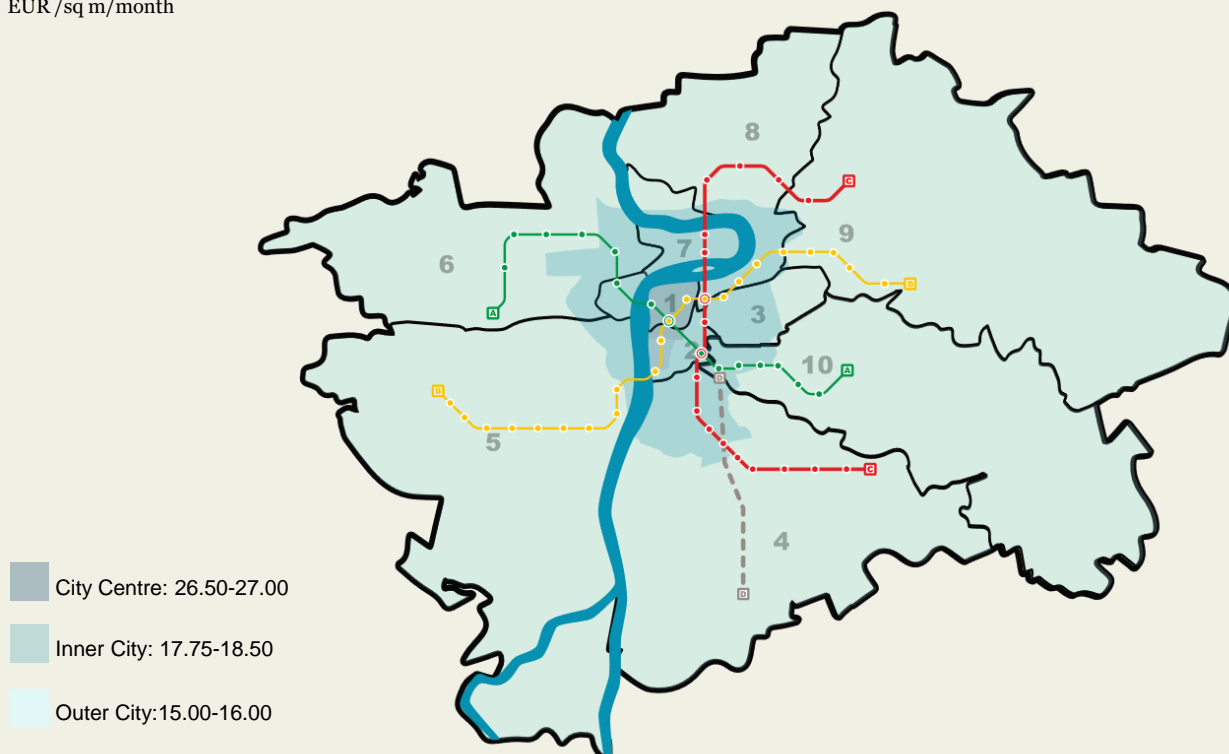 EUR /sq m/month
8
C
9
7
6
B
1
A
3
2
10
A
D
B
5
C
4
City Centre: 26.50-27.00
D
Inner City: 17.75-18.50
Outer City:15.00-16.00